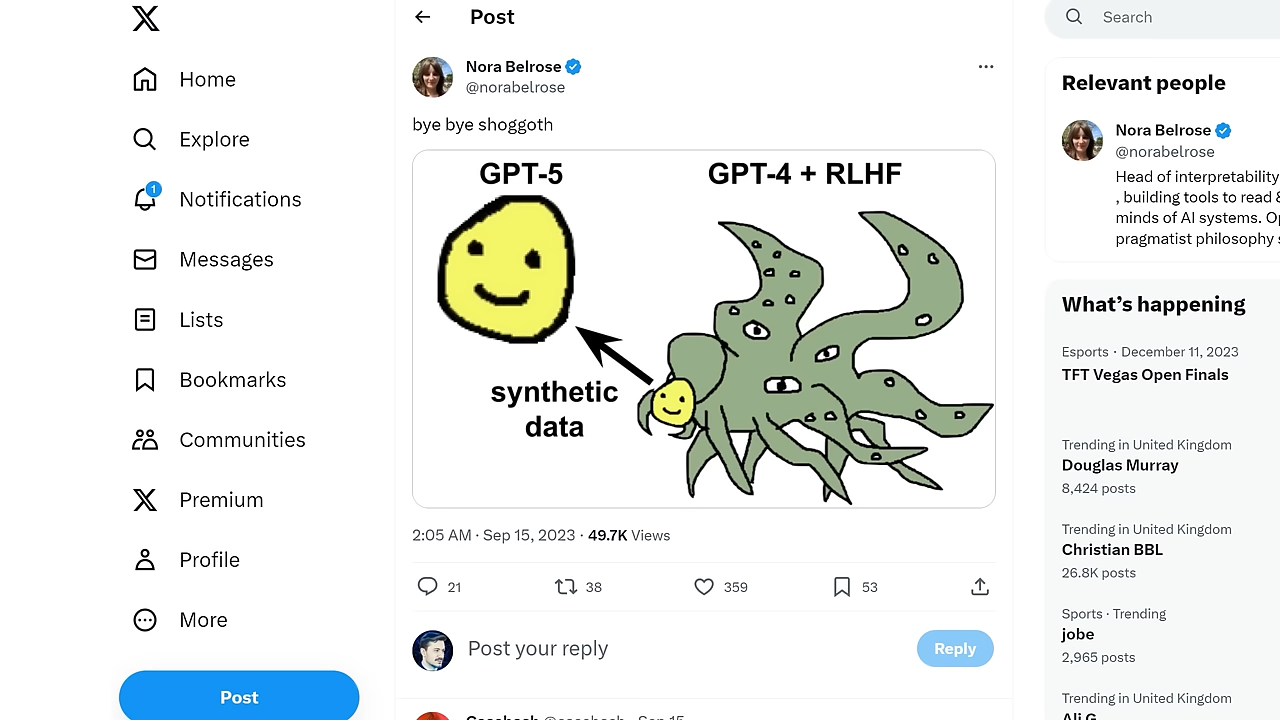 Home
Explore
1
Notifications
Messages
Lists
Bookmarks
Communities
Premium
Profile
More
Post
Post
Nora Belrose
@norabelrose
bye bye shoggoth
GPT-5
GPT-4 + RLHF
synthetic
data
2:05 AM · Sep 15, 2023 · 49.7K Views
21
38
359
53
Post your reply
Reply
Search
Relevant people
Nora Belrose
@norabelrose
Head of interpretability
, building tools to read &
minds of AI systems.
pragmatist philosophy
What's happening
Esports · December 11, 2023
TFT Vegas Open Finals
Trending in United Kingdom
Douglas Murray
8,424 posts
Trending in United Kingdom
Christian BBL
26.8K posts
Sports · Trending
jobe
2,965 posts
Trending in United Kingdom
Ali G